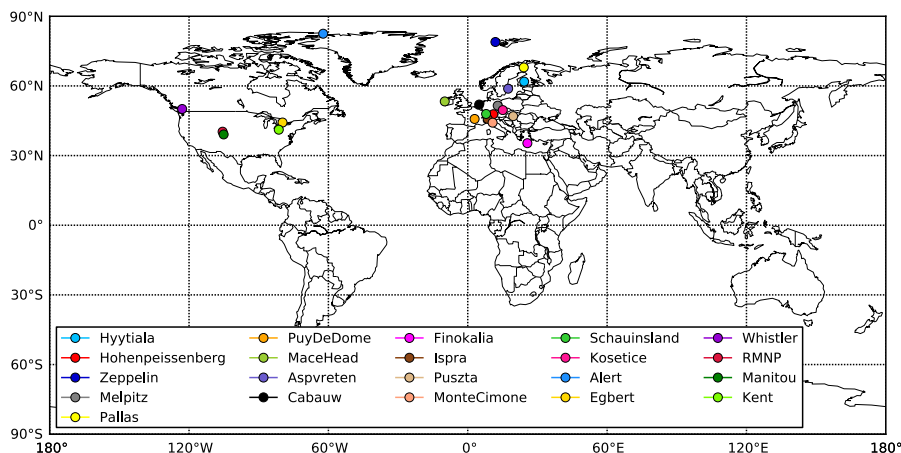 90°N
60°N
30°N
0°
30°S
60°S
90°S
Hyytiala PuyDeDome Finokalia Schauinsland Whistler
Hohenpeissenberg MaceHead Ispra Kosetice RMNP
Zeppelin Aspvreten Puszta Alert Manitou
Melpitz Cabauw MonteCimone Egbert Kent
Pallas
180° 120°W 60°W 0° 60°E 120°E 180°